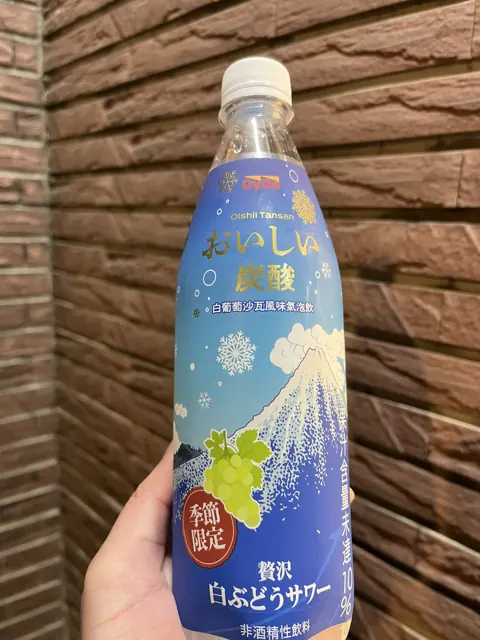 Oyoa
Oishii Tansan
おいしい
炭酸
白葡萄沙瓦風味氣泡飲
季節
限定
贅沢
白ぶどうサワー
非酒精性飲料
果汁含量未達10%